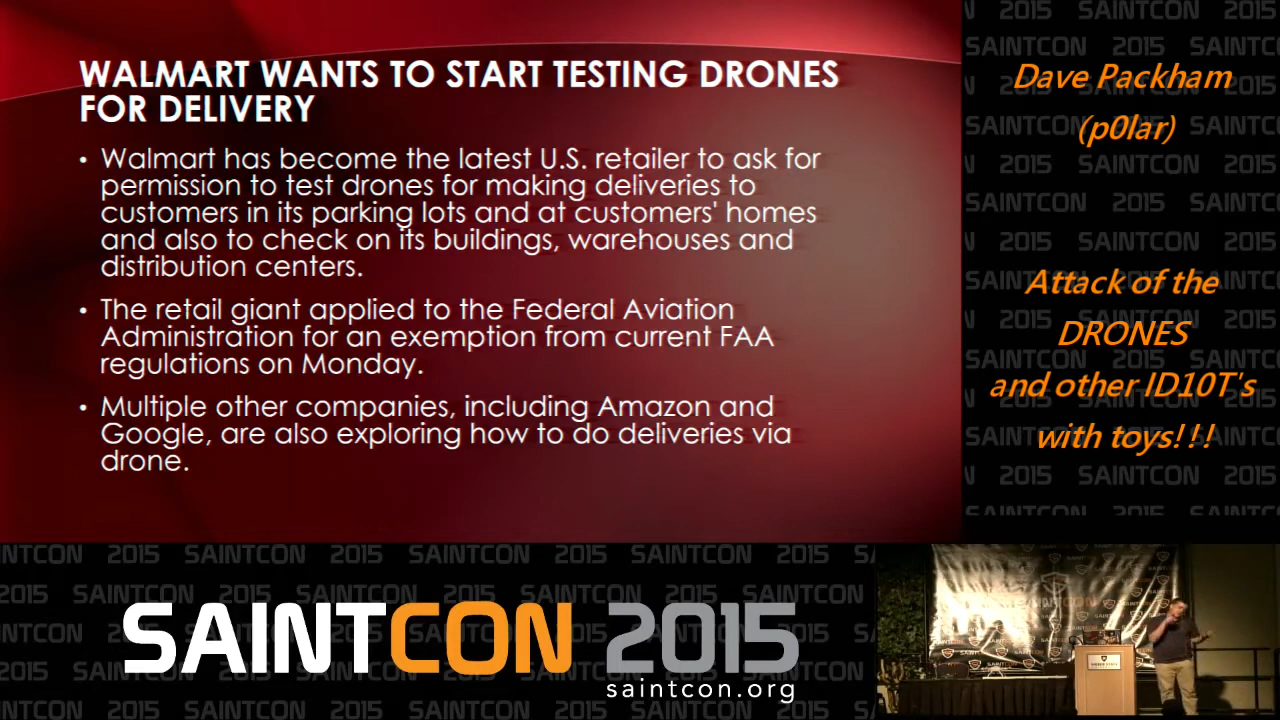 WALMART WANTS TO START TESTING DRONES
FOR DELIVERY
• Walmart has become the latest U.S. retailer to ask for
permission to test drones for making deliveries to
customers in its parking lots and at customers' homes
and also to check on its buildings, warehouses and
distribution centers.
• The retail giant applied to the Federal Aviation
Administration for an exemption from current FAA
regulations on Monday.
• Multiple other companies, including Amazon and
Google, are also exploring how to do deliveries via
drone.
Dave Packham
(p0lar)
Attack of the
DRONES
and other ID10T's
with toys!!!
SAINTCON 2015
saintcon.org